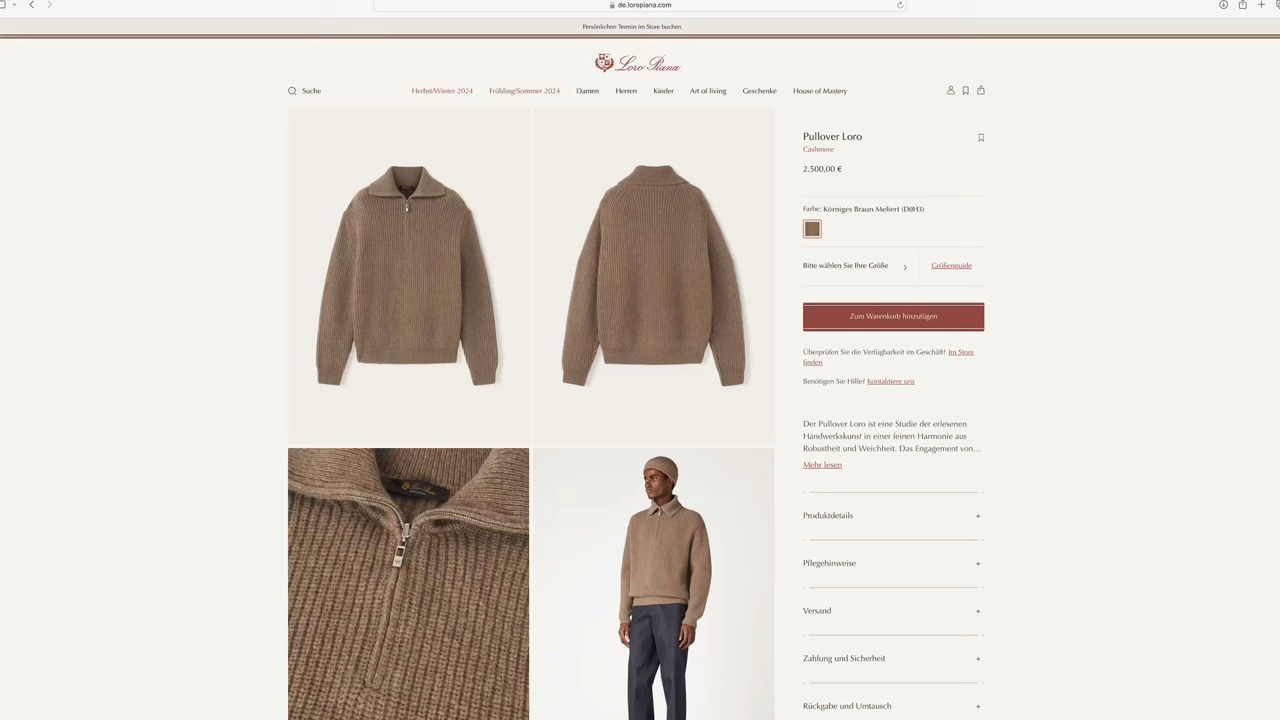 de.loropiana.com
Persönlichen Termin im Store buchen
Loro Piana
Suche
Herbst/Winter 2024
Frühling/Sommer 2024
Damen
Herren
Kinder
Art of living
Geschenke
House of Mastery
Pullover Loro
Cashmere
2.500,00 €
Farbe: Körniges Braun Meliert (D0H3)
Bitte wählen Sie Ihre Größe
Größenguide
Zum Warenkorb hinzufügen
Überprüfen Sie die Verfügbarkeit im Geschäft? Im Store
finden
Benötigen Sie Hilfe? Kontaktiere uns
Der Pullover Loro ist eine Studie der erlesenen
Handwerkskunst in einer feinen Harmonie aus
Robustheit und Weichheit. Das Engagement von…
Mehr lesen
Produktdetails +
Pflegehinweise +
Versand +
Zahlung und Sicherheit +
Rückgabe und Umtausch +
Loro Piana